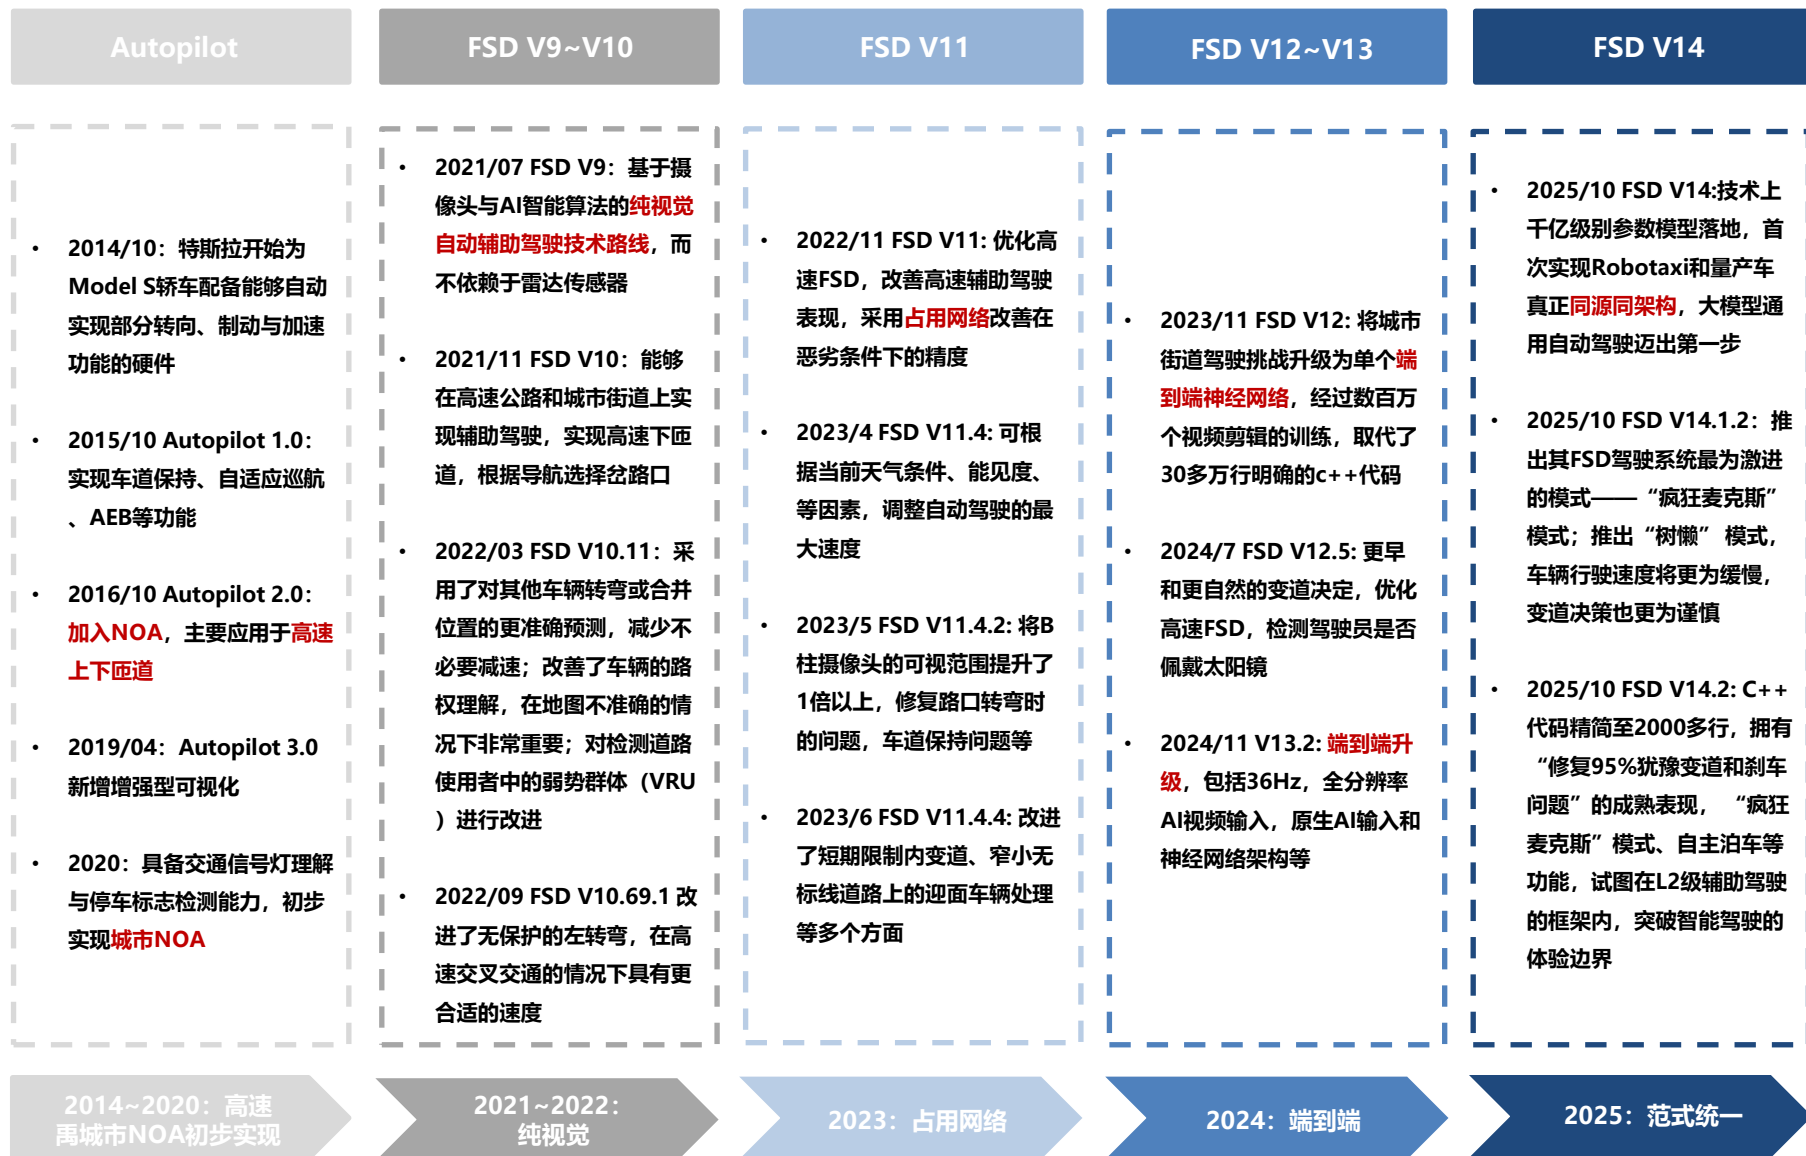 Autopilot
• 2014/10：特斯拉开始为
Model S轿车配备能够自动
实现部分转向、制动与加速
功能的硬件
• 2015/10 Autopilot 1.0：
实现车道保持、自适应巡航
、AEB等功能
• 2016/10 Autopilot 2.0：
加入NOA，主要应用于高速
上下匝道
• 2019/04：Autopilot 3.0
新增增强型可视化
• 2020：具备交通信号灯理解
与停车标志检测能力，初步
实现城市NOA
2014~2020：高速
禹城市NOA初步实现
FSD V9~V10
• 2021/07 FSD V9：基于摄
像头与AI智能算法的纯视觉
自动辅助驾驶技术路线，而
不依赖于雷达传感器
• 2021/11 FSD V10：能够
在高速公路和城市街道上实
现辅助驾驶，实现高速下匝
道，根据导航选择岔路口
• 2022/03 FSD V10.11：采
用了对其他车辆转弯或合并
位置的更准确预测，减少不
必要减速；改善了车辆的路
权理解，在地图不准确的情
况下非常重要；对检测道路
使用者中的弱势群体（VRU
）进行改进
• 2022/09 FSD V10.69.1 改
进了无保护的左转弯，在高
速交叉交通的情况下具有更
合适的速度
2021~2022：
纯视觉
FSD V11
• 2022/11 FSD V11: 优化高
速FSD，改善高速辅助驾驶
表现，采用占用网络改善在
恶劣条件下的精度
• 2023/4 FSD V11.4: 可根
据当前天气条件、能见度、
等因素，调整自动驾驶的最
大速度
• 2023/5 FSD V11.4.2: 将B
柱摄像头的可视范围提升了
1倍以上，修复路口转弯时
的问题，车道保持问题等
• 2023/6 FSD V11.4.4: 改进
了短期限制内变道、窄小无
标线道路上的迎面车辆处理
等多个方面
2023：占用网络
FSD V12~V13
• 2023/11 FSD V12: 将城市
街道驾驶挑战升级为单个端
到端神经网络，经过数百万
个视频剪辑的训练，取代了
30多万行明确的c++代码
• 2024/7 FSD V12.5: 更早
和更自然的变道决定，优化
高速FSD，检测驾驶员是否
佩戴太阳镜
• 2024/11 V13.2: 端到端升
级，包括36Hz，全分辨率
AI视频输入，原生AI输入和
神经网络架构等
2024：端到端
FSD V14
• 2025/10 FSD V14:技术上
千亿级别参数模型落地，首
次实现Robotaxi和量产车
真正同源同架构，大模型通
用自动驾驶迈出第一步
• 2025/10 FSD V14.1.2：推
出其FSD驾驶系统最为激进
的模式——“疯狂麦克斯”
模式；推出“树懒” 模式，
车辆行驶速度将更为缓慢，
变道决策也更为谨慎
• 2025/10 FSD V14.2: C++
代码精简至2000多行，拥有
“修复95%犹豫变道和刹车
问题”的成熟表现， “疯狂
麦克斯”模式、自主泊车等
功能，试图在L2级辅助驾驶
的框架内，突破智能驾驶的
体验边界
2025：范式统一